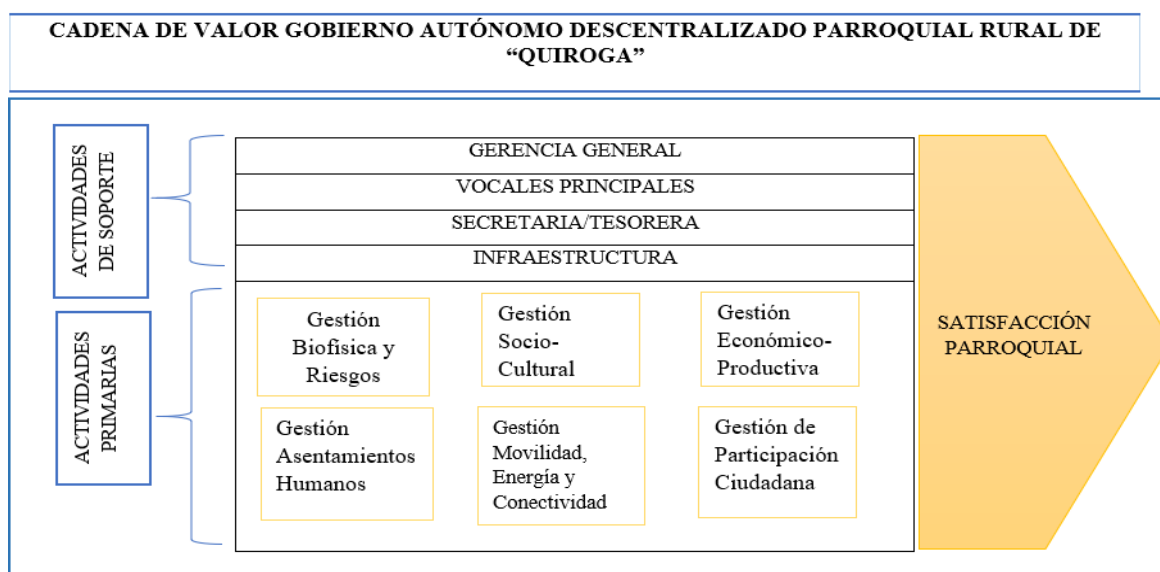 CADENA DE VALOR GOBIERNO AUTÓNOMO DESCENTRALIZADO PARROQUIAL RURAL DE
“QUIROGA”
ACTIVIDADES
DE SOPORTE
GERENCIA GENERAL
VOCALES PRINCIPALES
SECRETARIA/TESORERA
INFRAESTRUCTURA
ACTIVIDADES
PRIMARIAS
Gestión
Biofísica y
Riesgos
Gestión
Socio-
Cultural
Gestión
Económico-
Productiva
Gestión
Asentamientos
Humanos
Gestión
Movilidad,
Energía y
Conectividad
Gestión de
Participación
Ciudadana
SATISFACCIÓN
PARROQUIAL